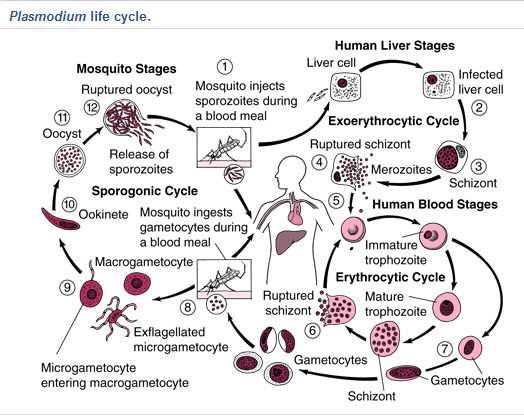 Plasmodium life cycle.
Human Liver Stages
Liver cell
Infected
liver cell
2
1
Mosquito injects
sporozoites during
a blood meal
Mosquito Stages
Ruptured oocyst
12
11
Oocyst
Release of
sporozoites
Exoerythrocytic Cycle
Ruptured schizont
4
Merozoites
3
Schizont
5
Sporogonic Cycle
10
Ookinete
Mosquito ingests
gametocytes during
a blood meal
Human Blood Stages
Immature
trophozoite
Macrogametocyte
9
8
Erythrocytic Cycle
Mature
trophozoite
Ruptured
schizont
6
Exflagellated
microgametocyte
Microgametocyte
entering macrogametocyte
Gametocytes
7
Schizont
Gametocytes